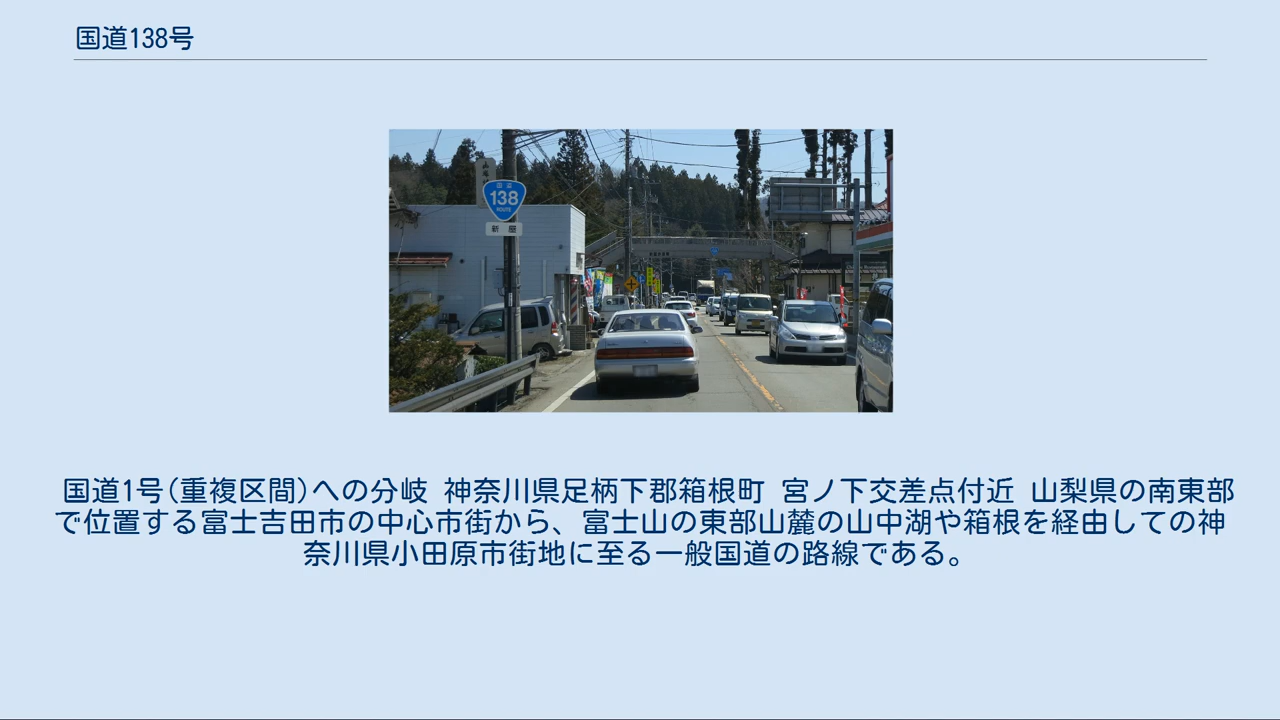 国道138号
国道
138
ROUTE
新 屋
国道1号(重複区間)への分岐 神奈川県足柄下郡箱根町 宮ノ下交差点付近 山梨県の南東部
で位置する富士吉田市の中心市街から、富士山の東部山麓の山中湖や箱根を経由しての神
奈川県小田原市街地に至る一般国道の路線である。